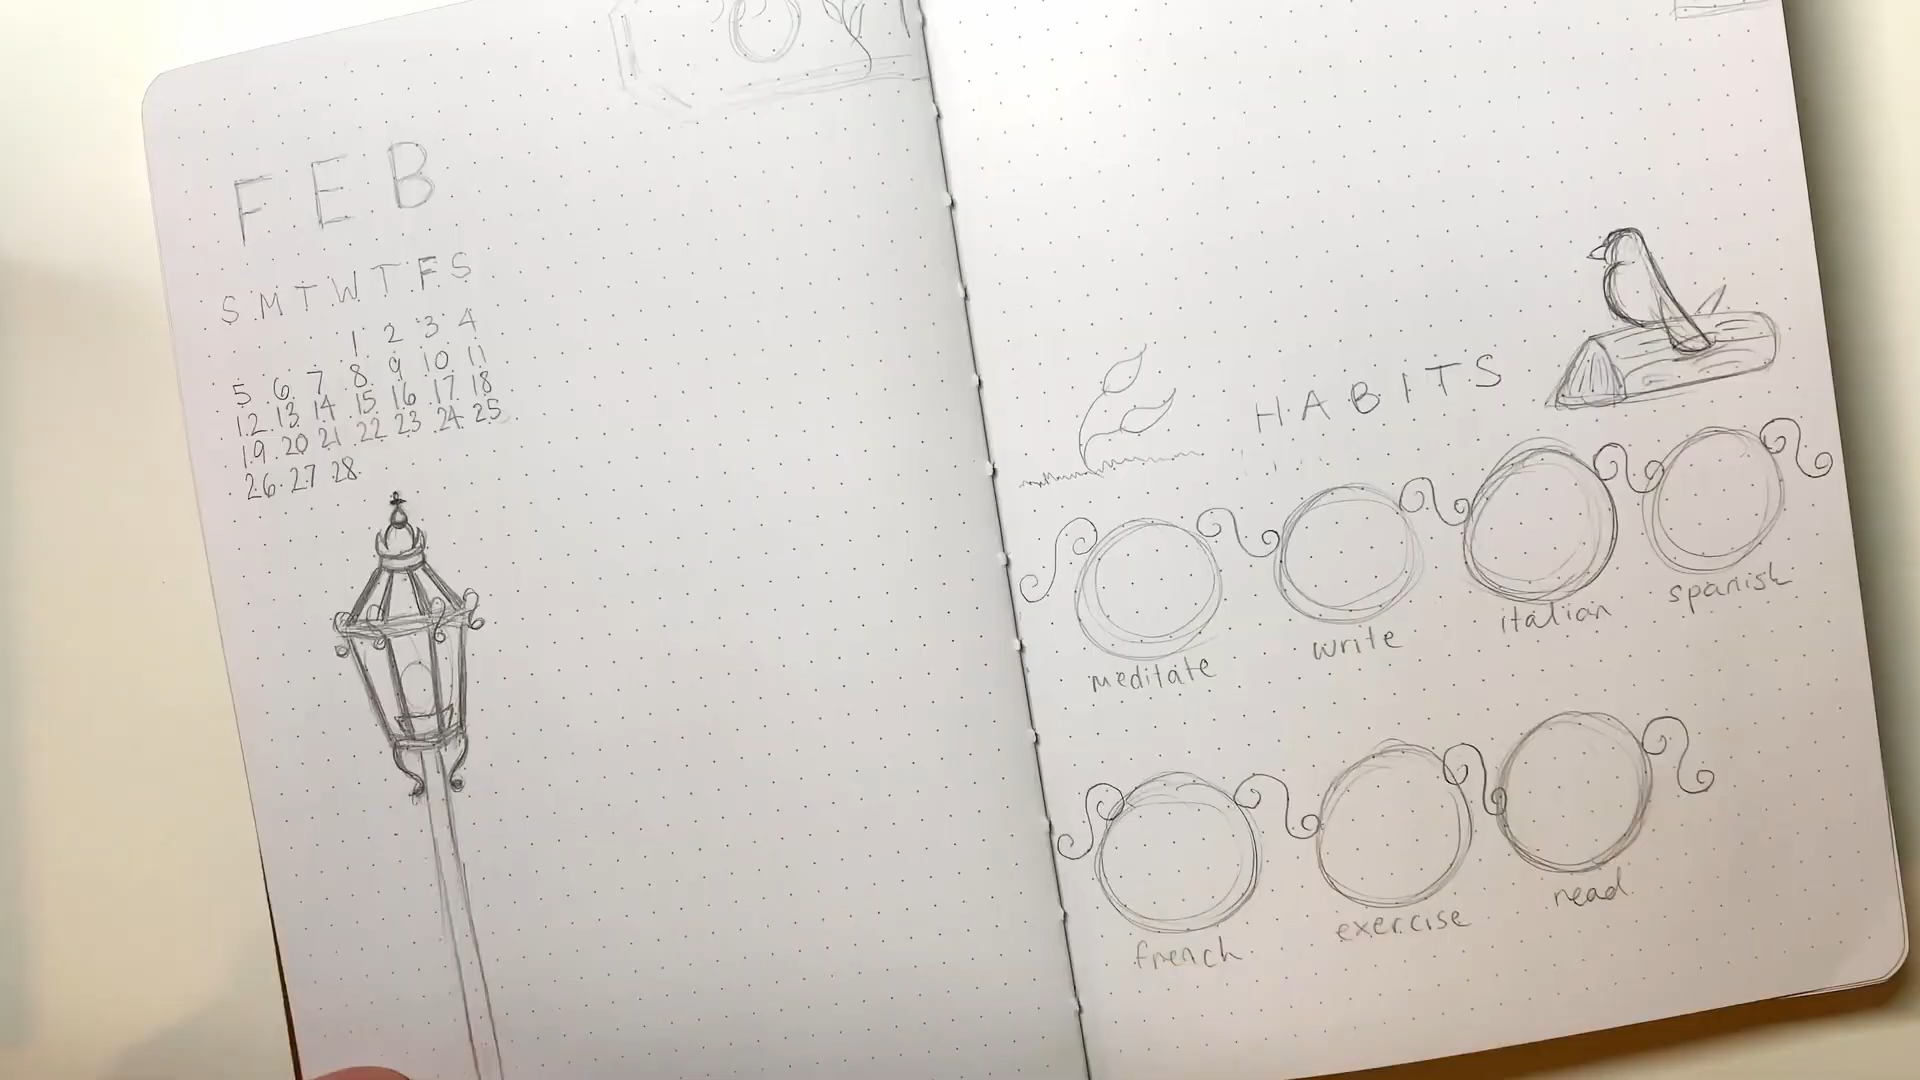 FEB
S M T W T F S
1 2 3 4
5 6 7 8 9 10 11
12 13 14 15 16 17 18
19 20 21 22 23 24 25
26 27 28
HABITS
meditate write italian spanish
french exercise read